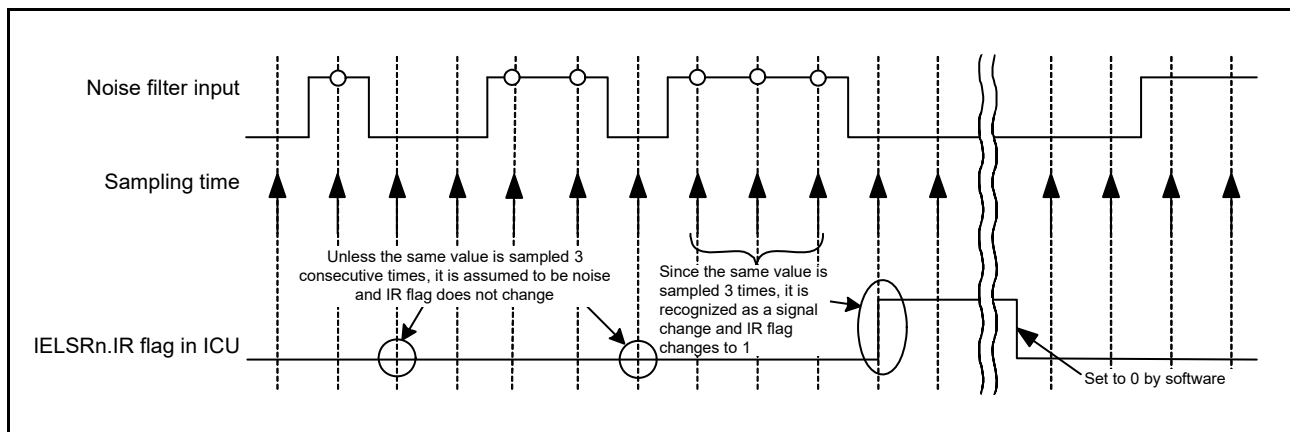 Noise filter input
Sampling time
Unless the same value is sampled 3
consecutive times, it is assumed to be noise
and IR flag does not change
Since the same value is
sampled 3 times, it is
recognized as a signal
change and IR flag
changes to 1
IELSRn.IR flag in ICU
Set to 0 by software